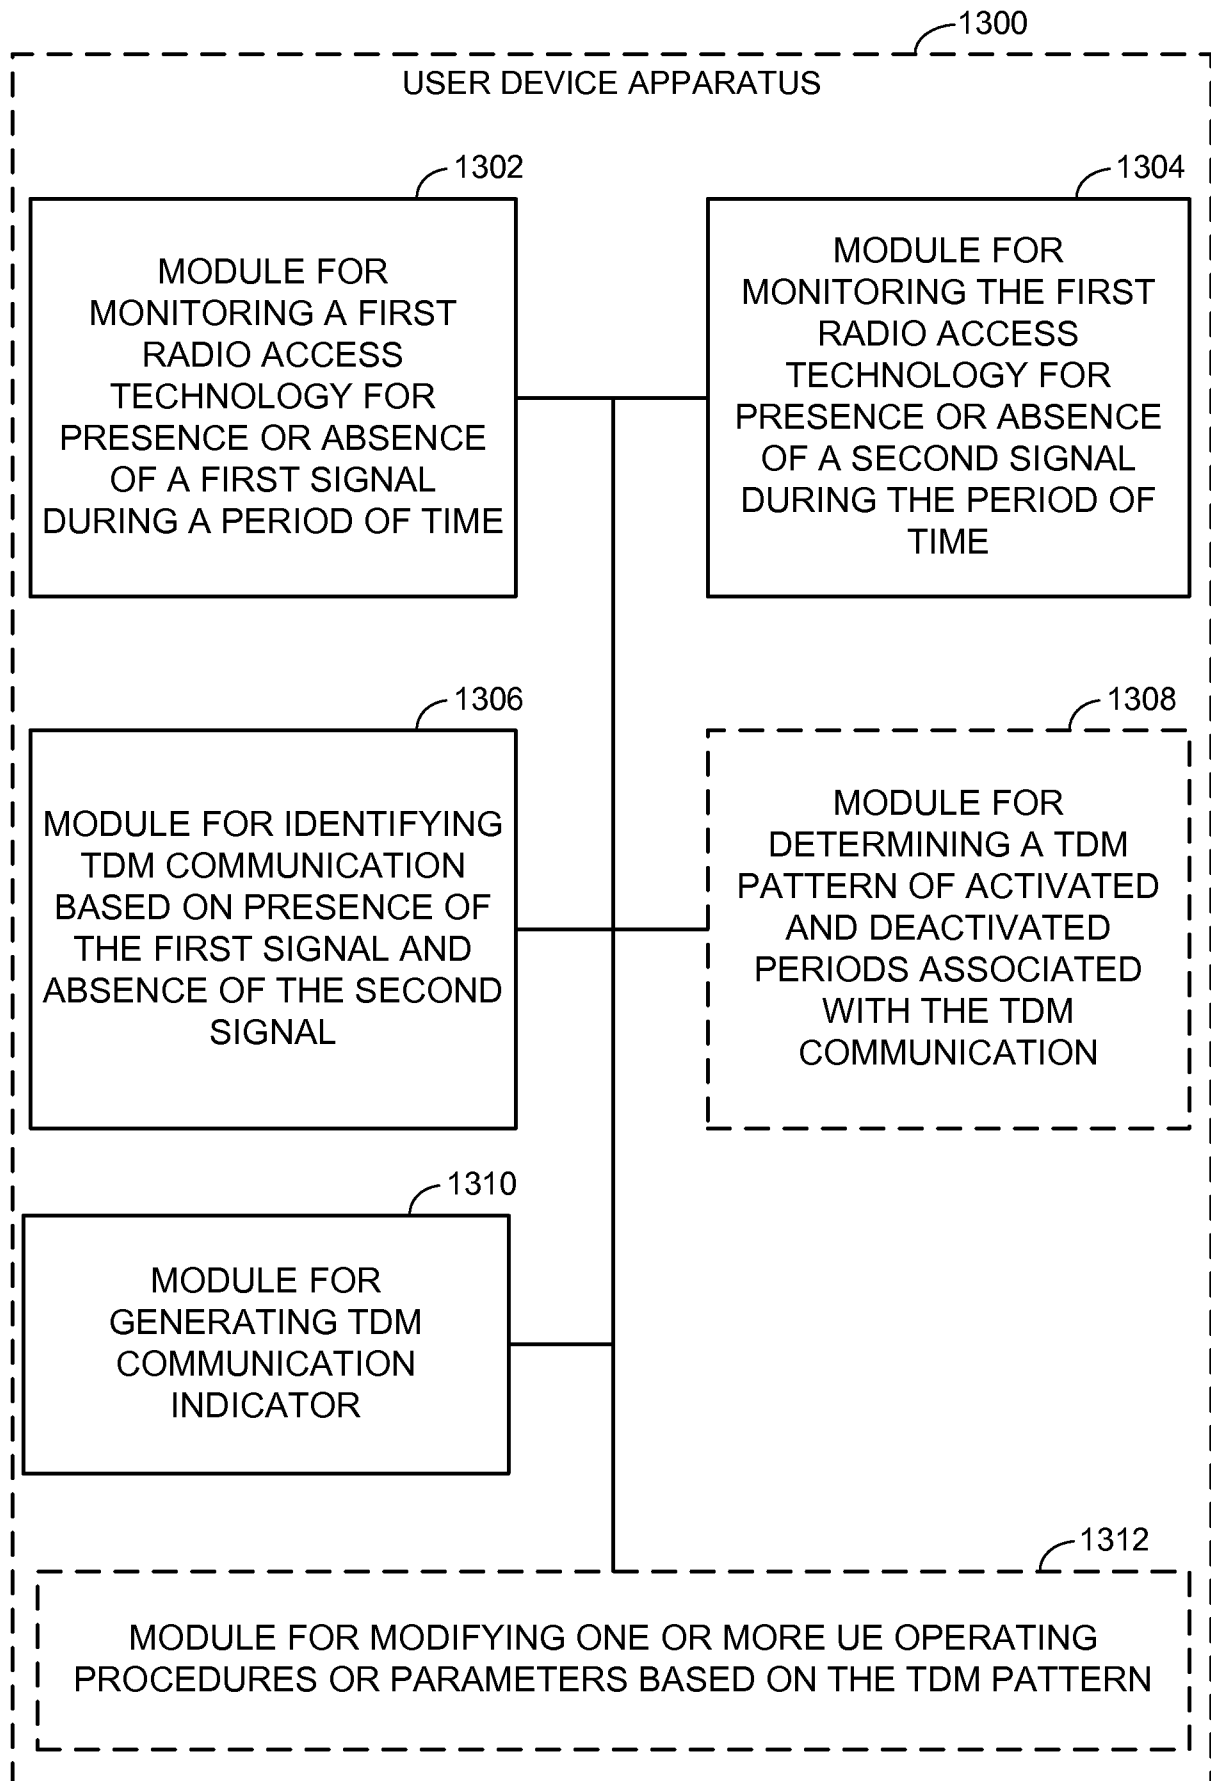 1300
USER DEVICE APPARATUS
1302
MODULE FOR
MONITORING A FIRST
RADIO ACCESS
TECHNOLOGY FOR
PRESENCE OR ABSENCE
OF A FIRST SIGNAL
DURING A PERIOD OF TIME
1304
MODULE FOR
MONITORING THE FIRST
RADIO ACCESS
TECHNOLOGY FOR
PRESENCE OR ABSENCE
OF A SECOND SIGNAL
DURING THE PERIOD OF
TIME
1306
MODULE FOR IDENTIFYING
TDM COMMUNICATION
BASED ON PRESENCE OF
THE FIRST SIGNAL AND
ABSENCE OF THE SECOND
SIGNAL
1308
MODULE FOR
DETERMINING A TDM
PATTERN OF ACTIVATED
AND DEACTIVATED
PERIODS ASSOCIATED
WITH THE TDM
COMMUNICATION
1310
MODULE FOR
GENERATING TDM
COMMUNICATION
INDICATOR
1312
MODULE FOR MODIFYING ONE OR MORE UE OPERATING
PROCEDURES OR PARAMETERS BASED ON THE TDM PATTERN